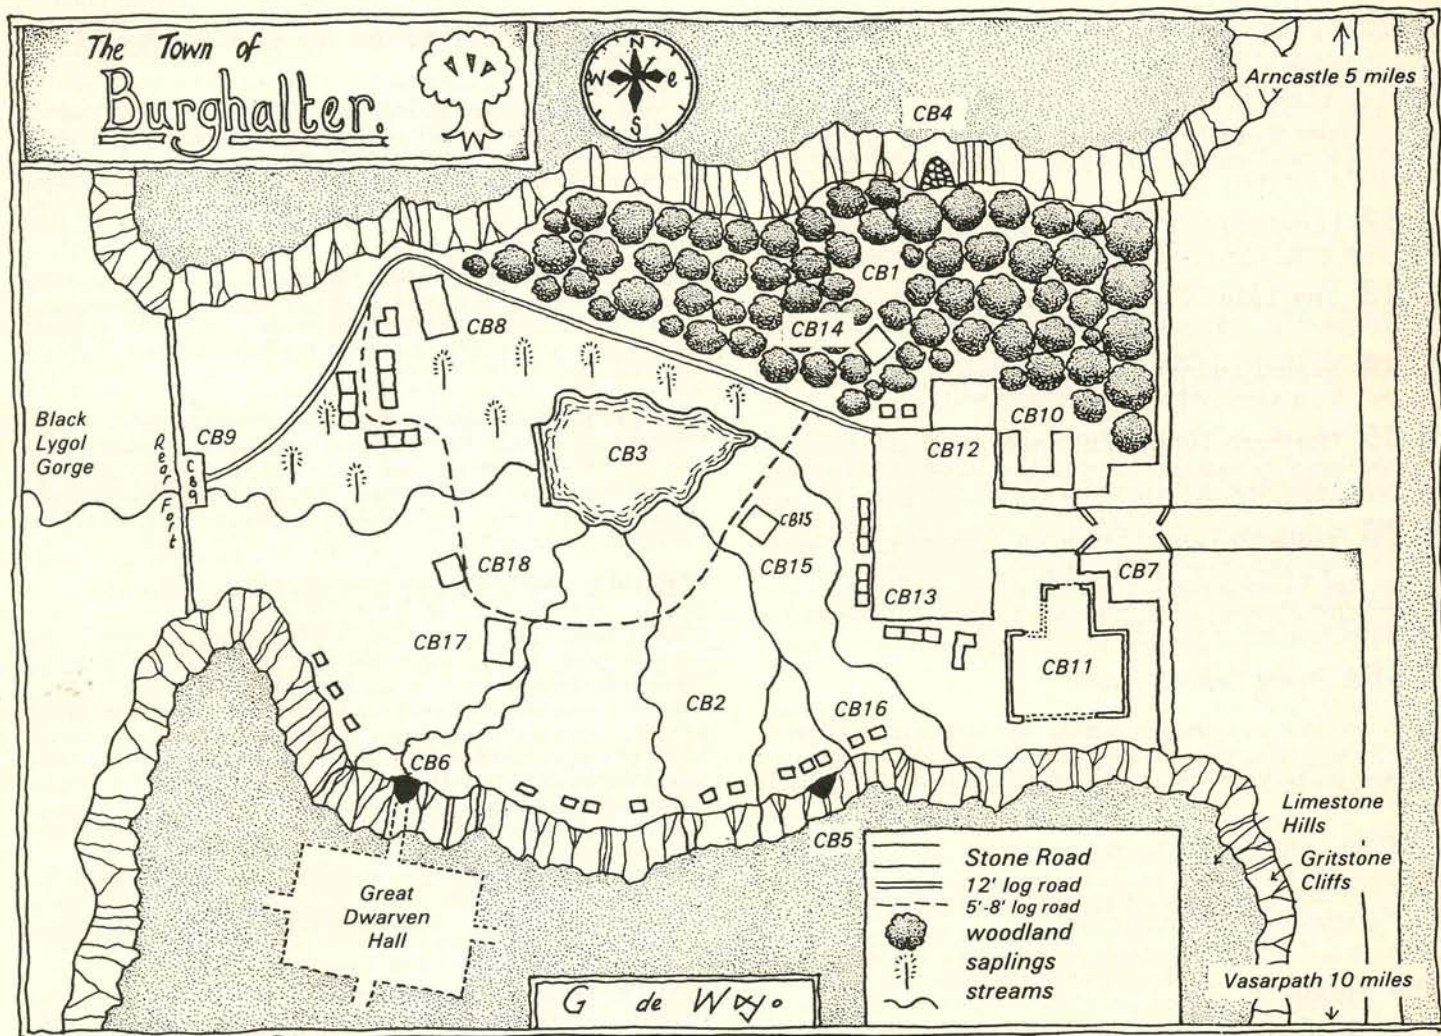 The Town of
Burghalter.
N
W
e
S
Arncastle 5 miles
CB4
CB1
CB14
CB8
Black
Lygol
Gorge
CB9
CB9
Rear Fort
CB3
CB12
CB10
CB15
CB15
CB18
CB7
CB13
CB17
CB11
CB2
CB16
CB6
CB5
Limestone
Hills
Gritstone
Cliffs
Great
Dwarven
Hall
Stone Road
12' log road
5'-8' log road
woodland
saplings
streams
Vasarpath 10 miles
G de